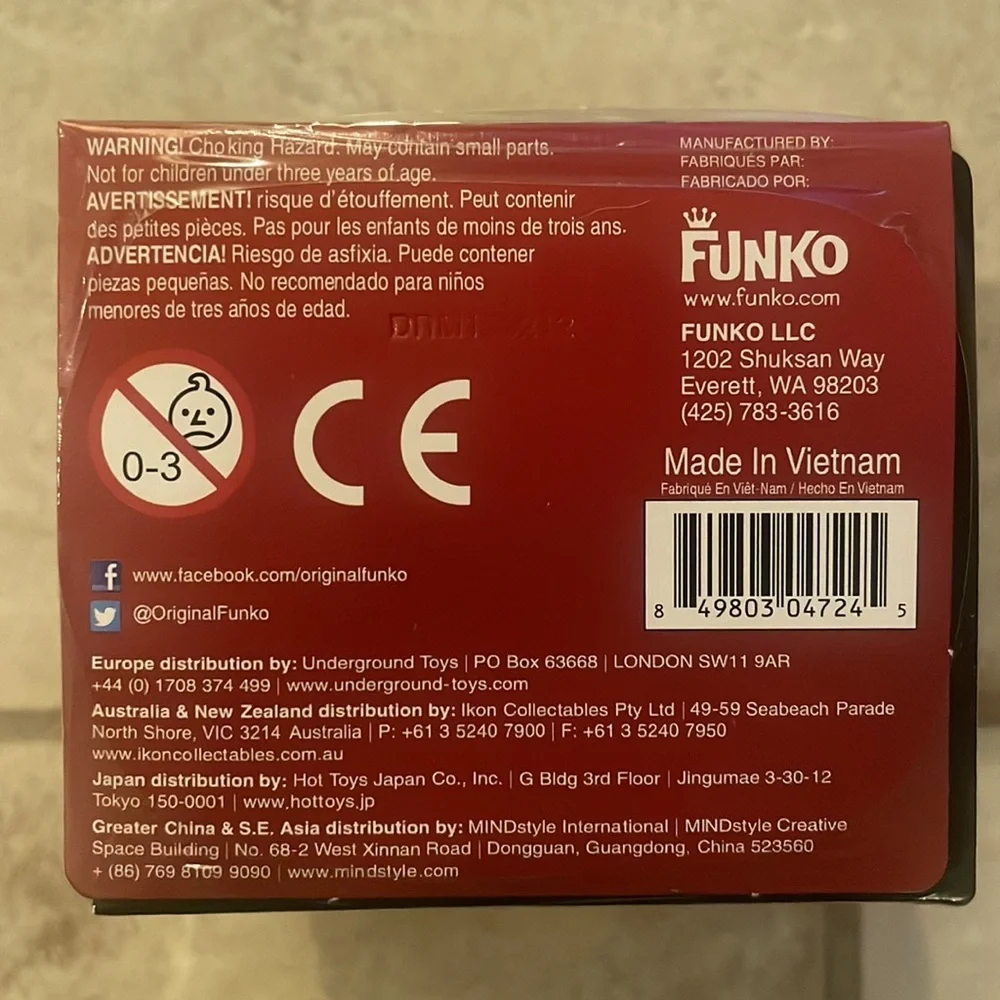 WARNING! Choking Hazard. May contain small parts.
Not for children under three years of age.
AVERTISSEMENT! risque d'étouffement. Peut contenir
des petites pièces. Pas pour les enfants de moins de trois ans.
ADVERTENCIA! Riesgo de asfixia. Puede contener
piezas pequeñas. No recomendado para niños
menores de tres años de edad.
MANUFACTURED BY:
FABRIQUÉS PAR:
FABRICADO POR:
FUNKO
www.funko.com
FUNKO LLC
1202 Shuksan Way
Everett, WA 98203
(425) 783-3616
0-3
CE
Made In Vietnam
Fabriqué En Viêt-Nam / Hecho En Vietnam
8 49803 04724 5
f www.facebook.com/originalfunko
@OriginalFunko
Europe distribution by: Underground Toys | PO Box 63668 | LONDON SW11 9AR
+44 (0) 1708 374 499 | www.underground-toys.com
Australia & New Zealand distribution by: Ikon Collectables Pty Ltd | 49-59 Seabeach Parade
North Shore, VIC 3214 Australia | P: +61 3 5240 7900 | F: +61 3 5240 7950
www.ikoncollectables.com.au
Japan distribution by: Hot Toys Japan Co., Inc. | G Bldg 3rd Floor | Jingumae 3-30-12
Tokyo 150-0001 | www.hottoys.jp
Greater China & S.E. Asia distribution by: MINDstyle International | MINDstyle Creative
Space Building | No. 68-2 West Xinnan Road | Dongguan, Guangdong, China 523560
+ (86) 769 8109 9090 | www.mindstyle.com